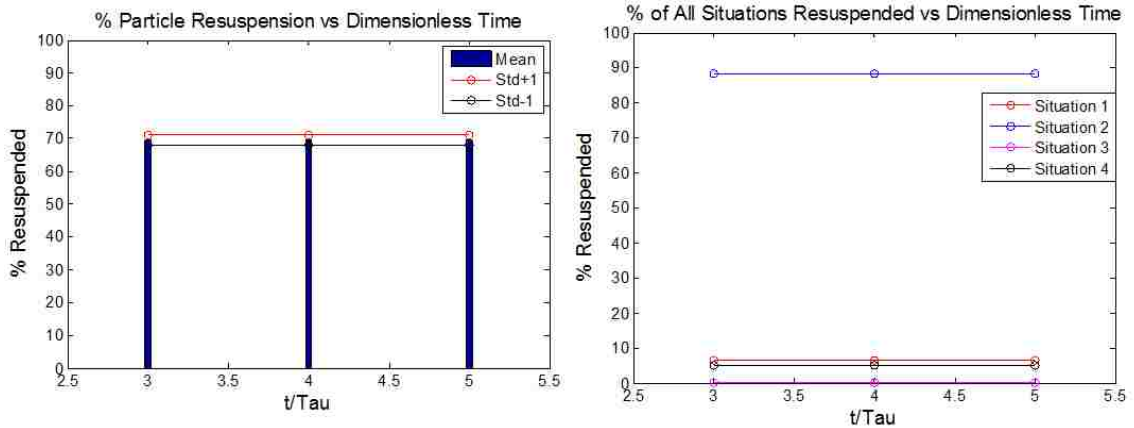 % Particle Resuspension vs Dimensionless Time
100
90
80
70
60
50
40
30
20
10
0
% Resuspended
Mean
Std+1
Std-1
2.5 3 3.5 4 4.5 5 5.5
t/Tau
% of All Situations Resuspended vs Dimensionless Time
100
90
80
70
60
50
40
30
20
10
0
% Resuspended
Situation 1
Situation 2
Situation 3
Situation 4
2.5 3 3.5 4 4.5 5 5.5
t/Tau